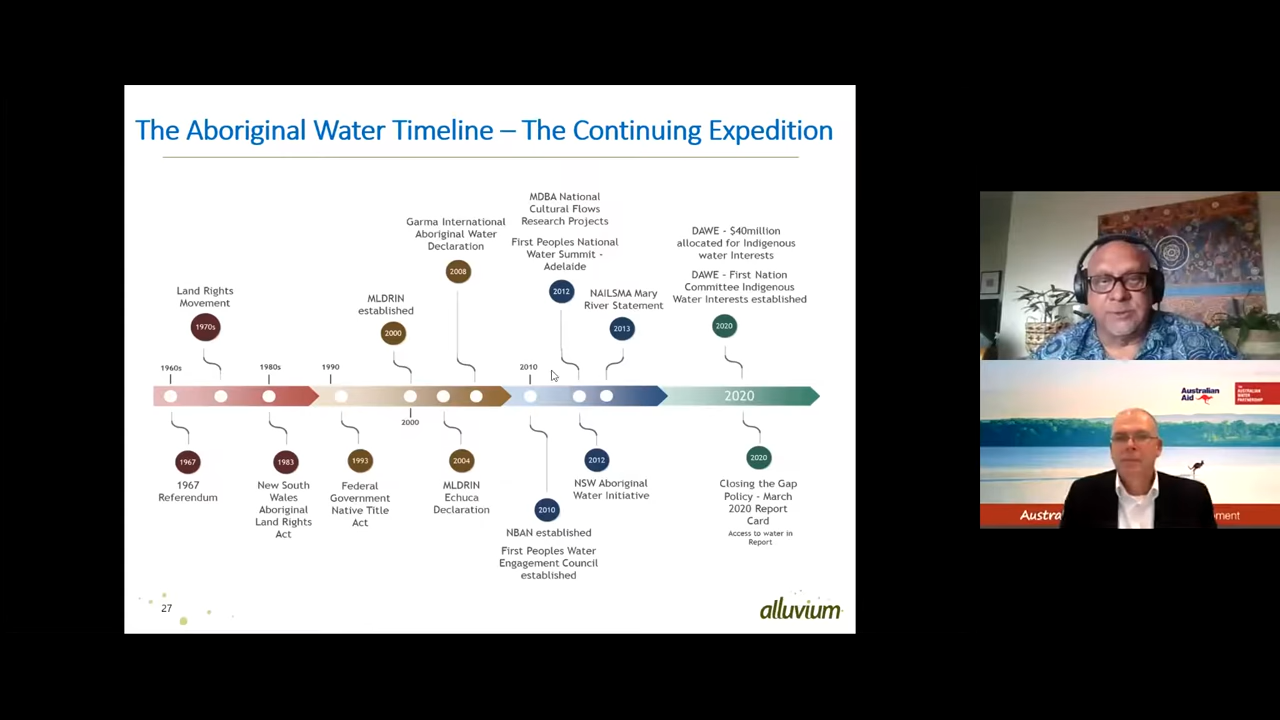 The Aboriginal Water Timeline – The Continuing Expedition
MDBA National
Cultural Flows
Research Projects
First Peoples National
Water Summit -
Adelaide
2012
Garma International
Aboriginal Water
Declaration
2008
DAWE - $40million
allocated for Indigenous
water Interests
DAWE - First Nation
Committee Indigenous
Water Interests established
2020
Land Rights
Movement
1970s
MLDRIN
established
2000
NAILSMA Mary
River Statement
2013
1960s
1980s
1990
2010
2000
2020
1967
1967
Referendum
1983
New South
Wales
Aboriginal
Land Rights
Act
1993
Federal
Government
Native Title
Act
2004
MLDRIN
Echuca
Declaration
2010
NBAN established
First Peoples Water
Engagement Council
established
2012
NSW Aboriginal
Water Initiative
2020
Closing the Gap
Policy - March
2020 Report
Card
Access to water in
Report
27
alluvium
Australian
Aid
THE
AUSTRALIAN
WATER
PARTNERSHIP
Austra
ement